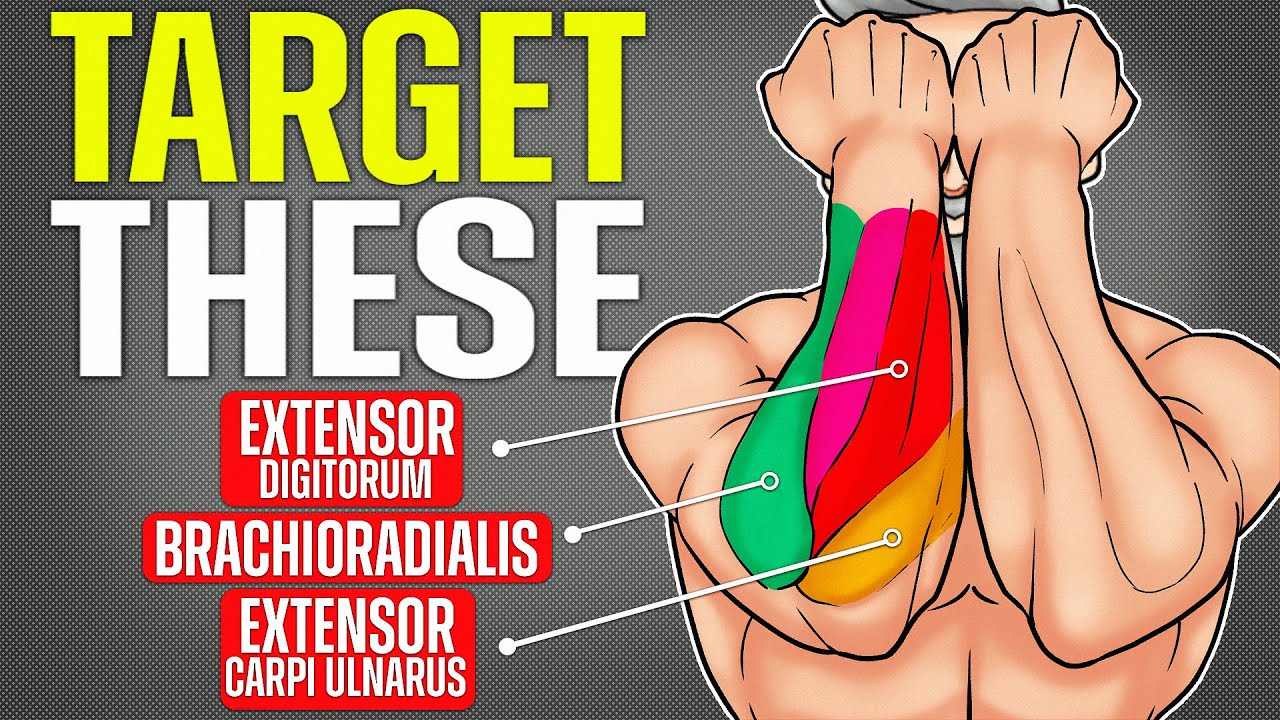 TARGET
THESE
EXTENSOR
DIGITORUM
BRACHIORADIALIS
EXTENSOR
CARPI ULNARUS